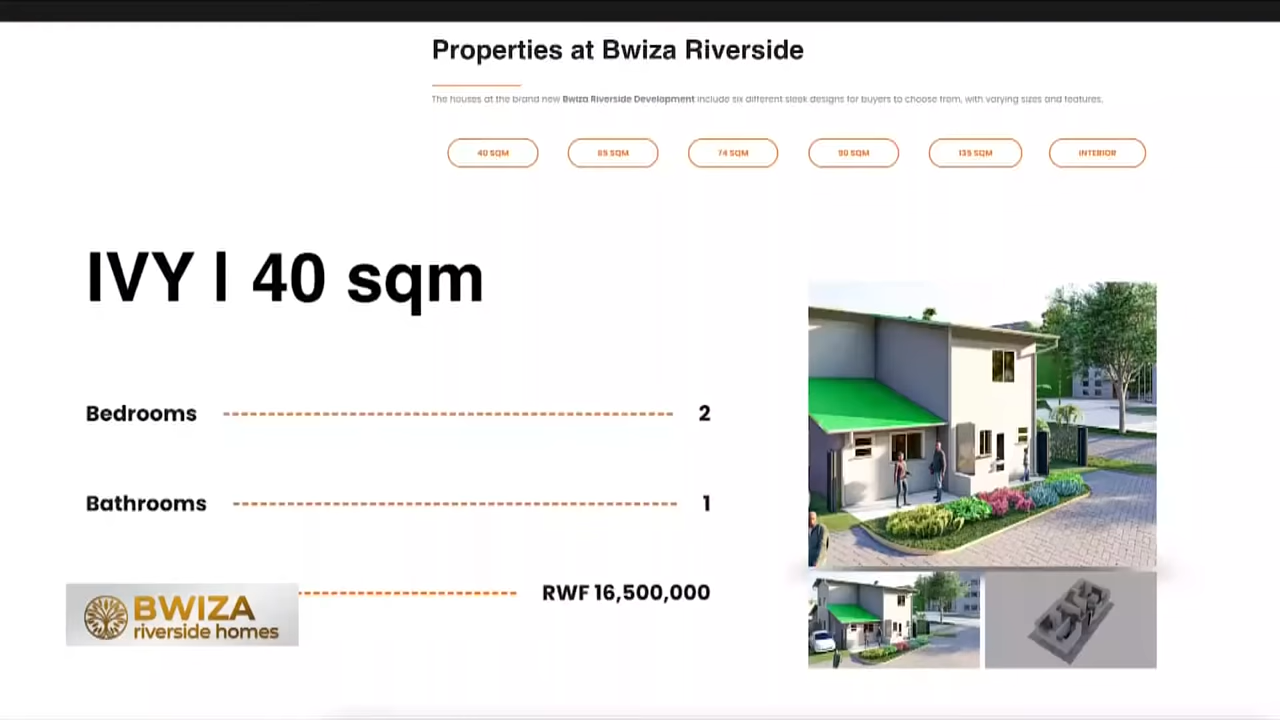 Properties at Bwiza Riverside
The houses at the brand new Bwiza Riverside Development include six different sleek designs for buyers to choose from, with varying sizes and features.
40 SQM
65 SQM
74 SQM
90 SQM
135 SQM
INTERIOR
IVY | 40 sqm
Bedrooms 2
Bathrooms 1
RWF 16,500,000
BWIZA
riverside homes